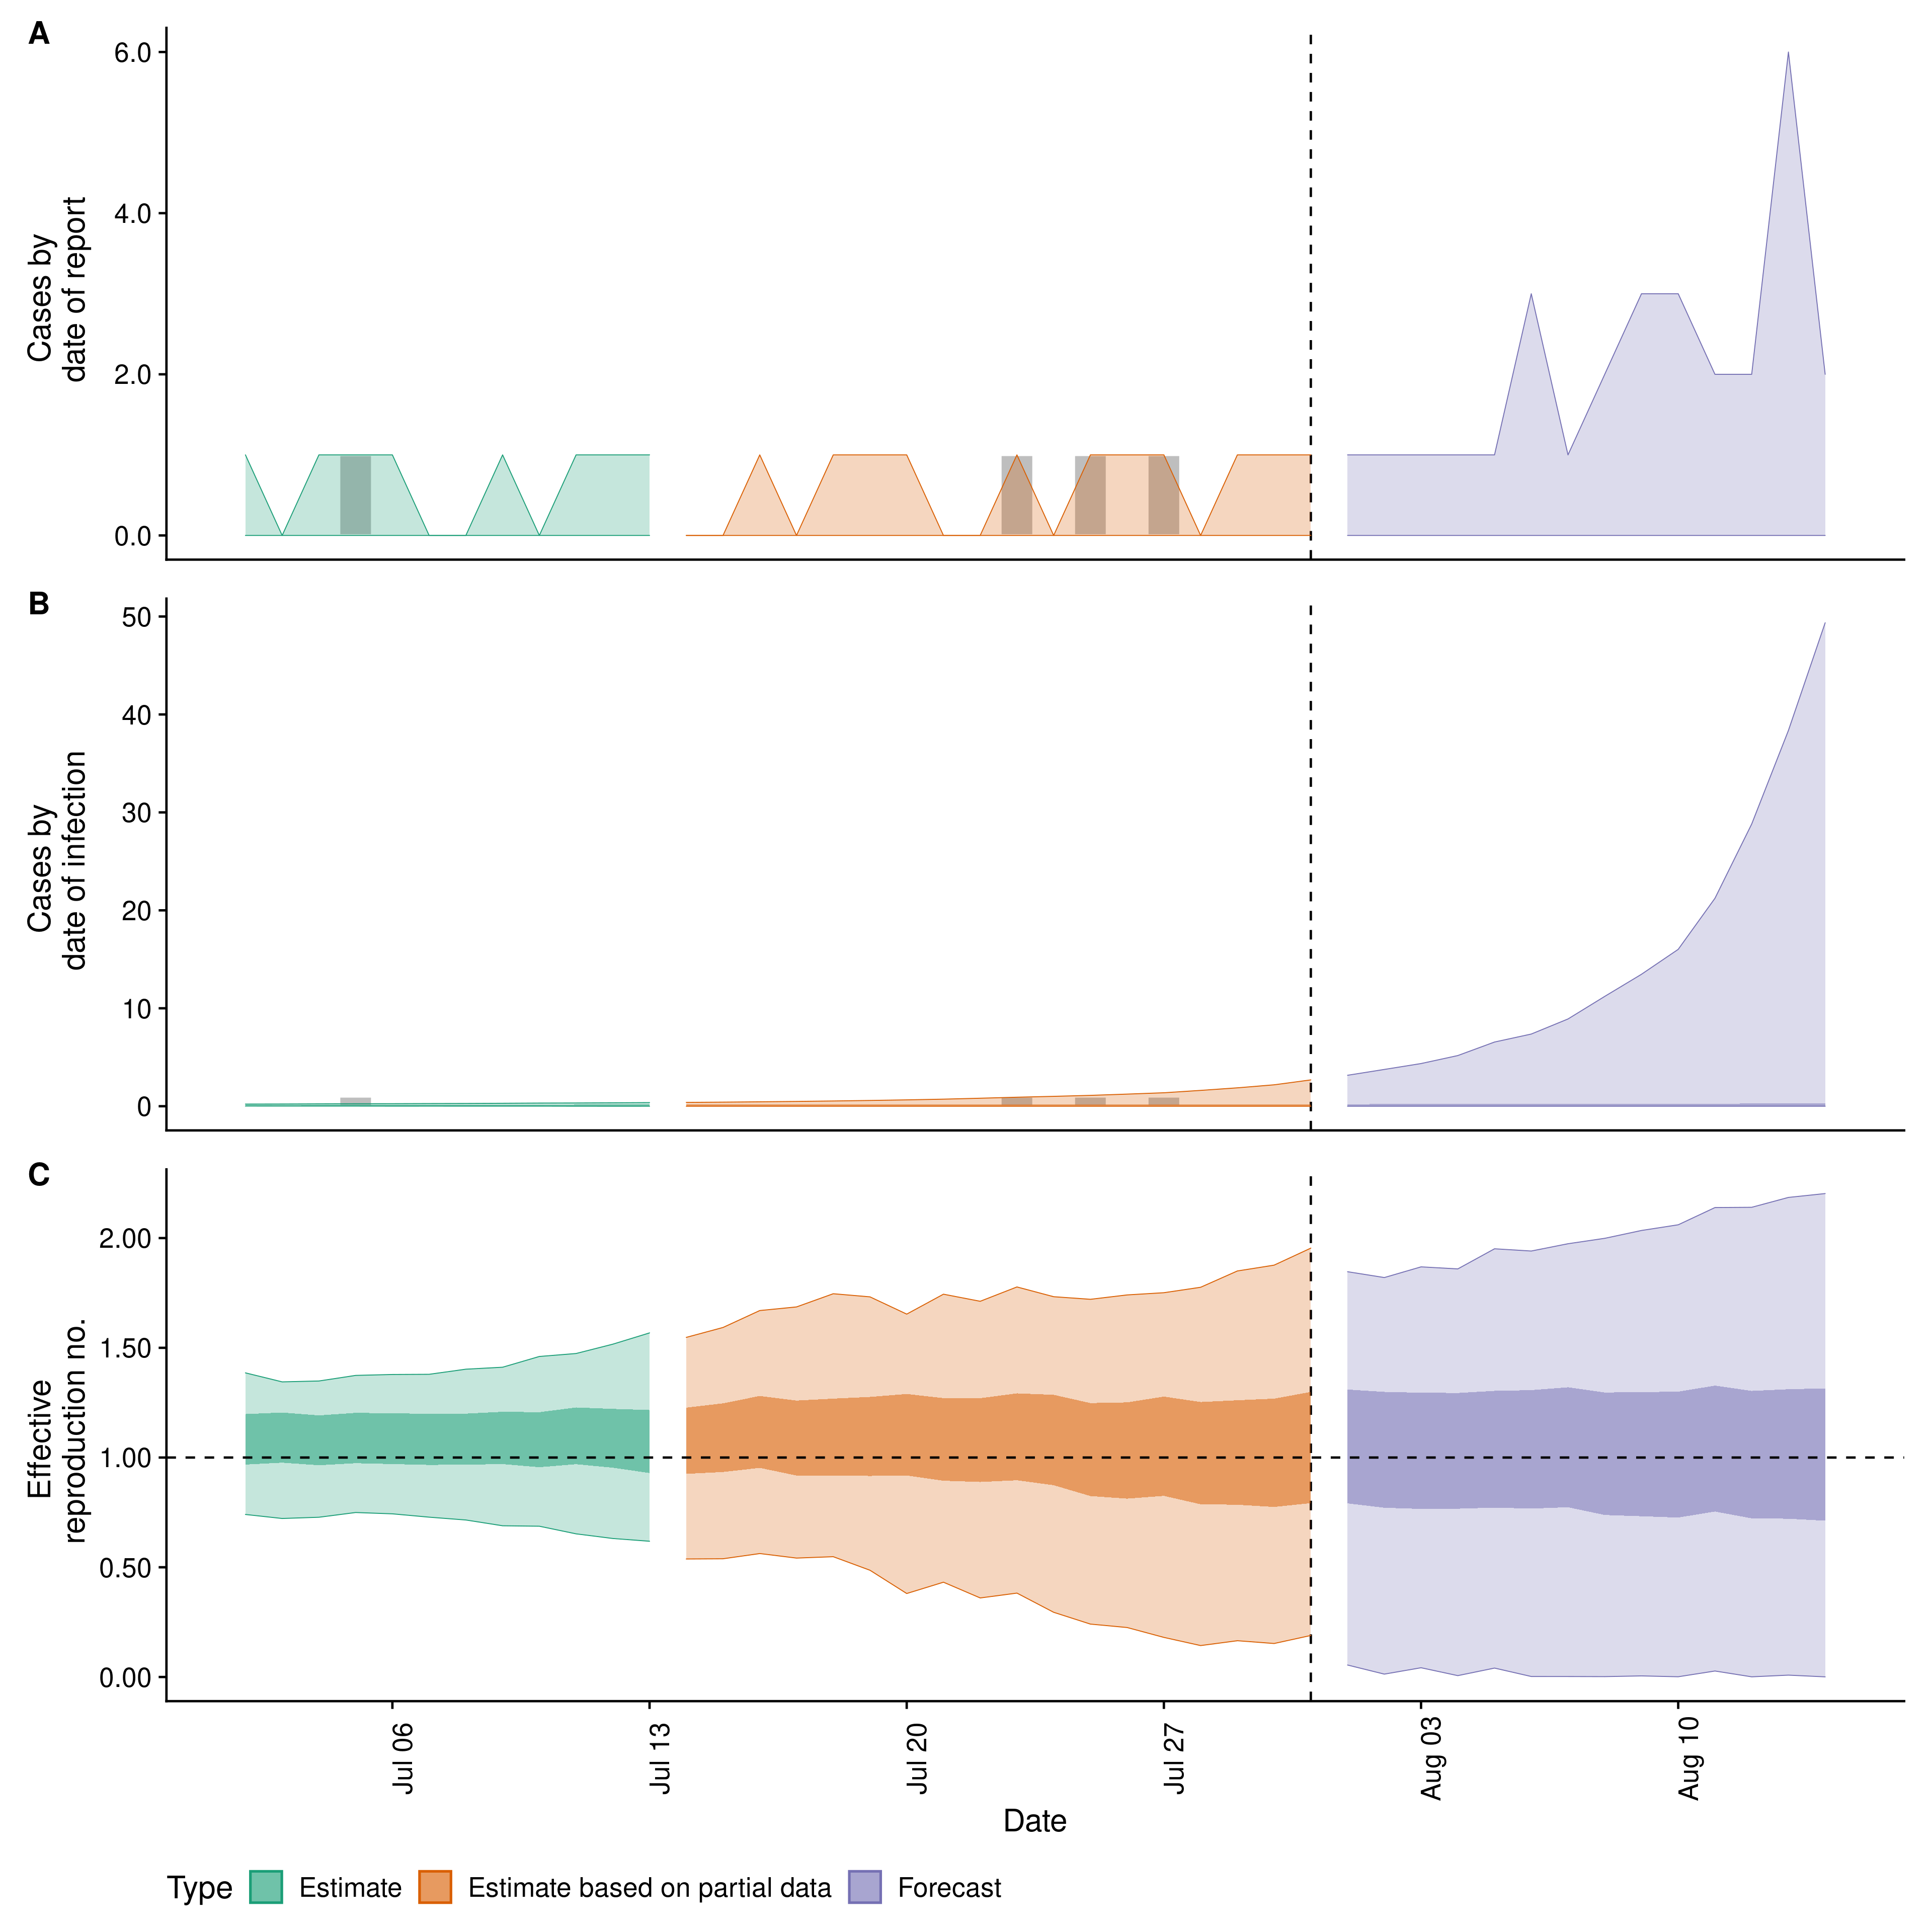 A
Cases by
date of report
6.0
4.0
2.0
0.0
B
Cases by
date of infection
50
40
30
20
10
0
C
Effective
reproduction no.
2.00
1.50
1.00
0.50
0.00
Jul 06
Jul 13
Jul 20
Jul 27
Aug 03
Aug 10
Date
Type Estimate Estimate based on partial data Forecast